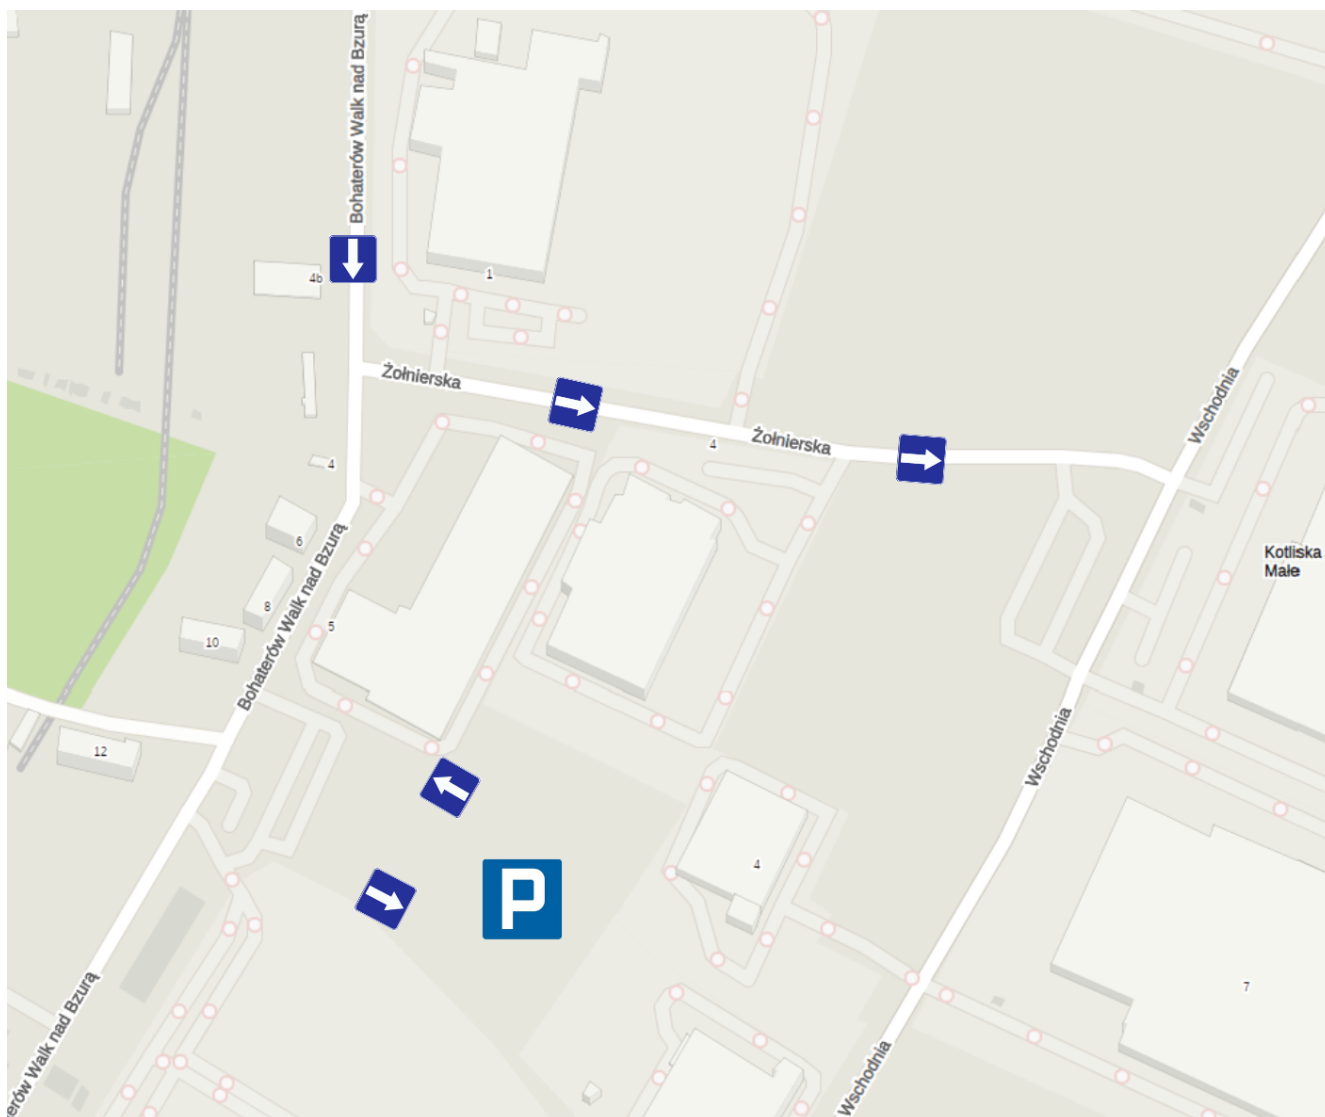 Bohaterów Walk nad Bzurą
4b
1
Żołnierska
4
Żołnierska
Wschodnia
4
6
Kotliska
Małe
8
5
10
Bohaterów Walk nad Bzurą
12
Wschodnia
4
P
7
erów Walk nad Bzurą
Wschodnia